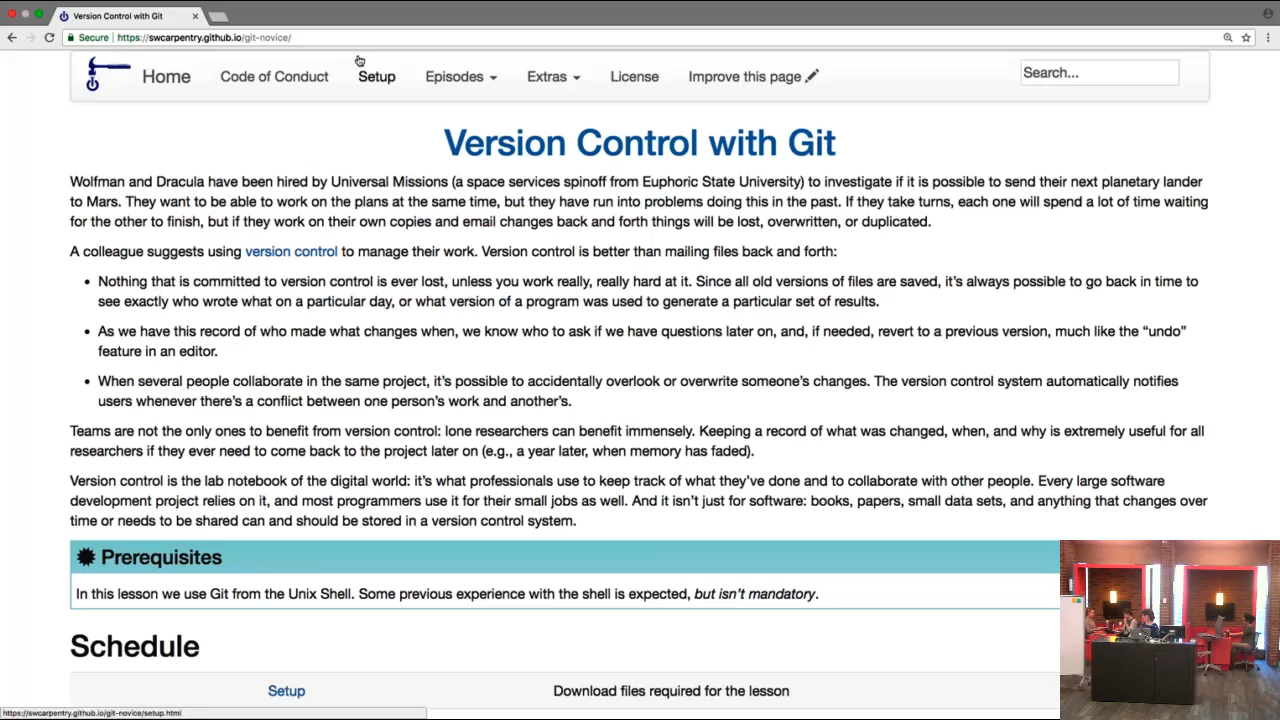 Version Control with Git
Secure https://swcarpentry.github.io/git-novice/
Home Code of Conduct Setup Episodes Extras License Improve this page Search...
Version Control with Git
Wolfman and Dracula have been hired by Universal Missions (a space services spinoff from Euphoric State University) to investigate if it is possible to send their next planetary lander
to Mars. They want to be able to work on the plans at the same time, but they have run into problems doing this in the past. If they take turns, each one will spend a lot of time waiting
for the other to finish, but if they work on their own copies and email changes back and forth things will be lost, overwritten, or duplicated.
A colleague suggests using version control to manage their work. Version control is better than mailing files back and forth:
• Nothing that is committed to version control is ever lost, unless you work really, really hard at it. Since all old versions of files are saved, it's always possible to go back in time to
see exactly who wrote what on a particular day, or what version of a program was used to generate a particular set of results.
• As we have this record of who made what changes when, we know who to ask if we have questions later on, and, if needed, revert to a previous version, much like the “undo”
feature in an editor.
• When several people collaborate in the same project, it's possible to accidentally overlook or overwrite someone's changes. The version control system automatically notifies
users whenever there's a conflict between one person's work and another's.
Teams are not the only ones to benefit from version control: lone researchers can benefit immensely. Keeping a record of what was changed, when, and why is extremely useful for all
researchers if they ever need to come back to the project later on (e.g., a year later, when memory has faded).
Version control is the lab notebook of the digital world: it's what professionals use to keep track of what they've done and to collaborate with other people. Every large software
development project relies on it, and most programmers use it for their small jobs as well. And it isn't just for software: books, papers, small data sets, and anything that changes over
time or needs to be shared can and should be stored in a version control system.
Prerequisites
In this lesson we use Git from the Unix Shell. Some previous experience with the shell is expected, but isn't mandatory.
Schedule
Setup Download files required for the lesson
https://swcarpentry.github.io/git-novice/setup.html